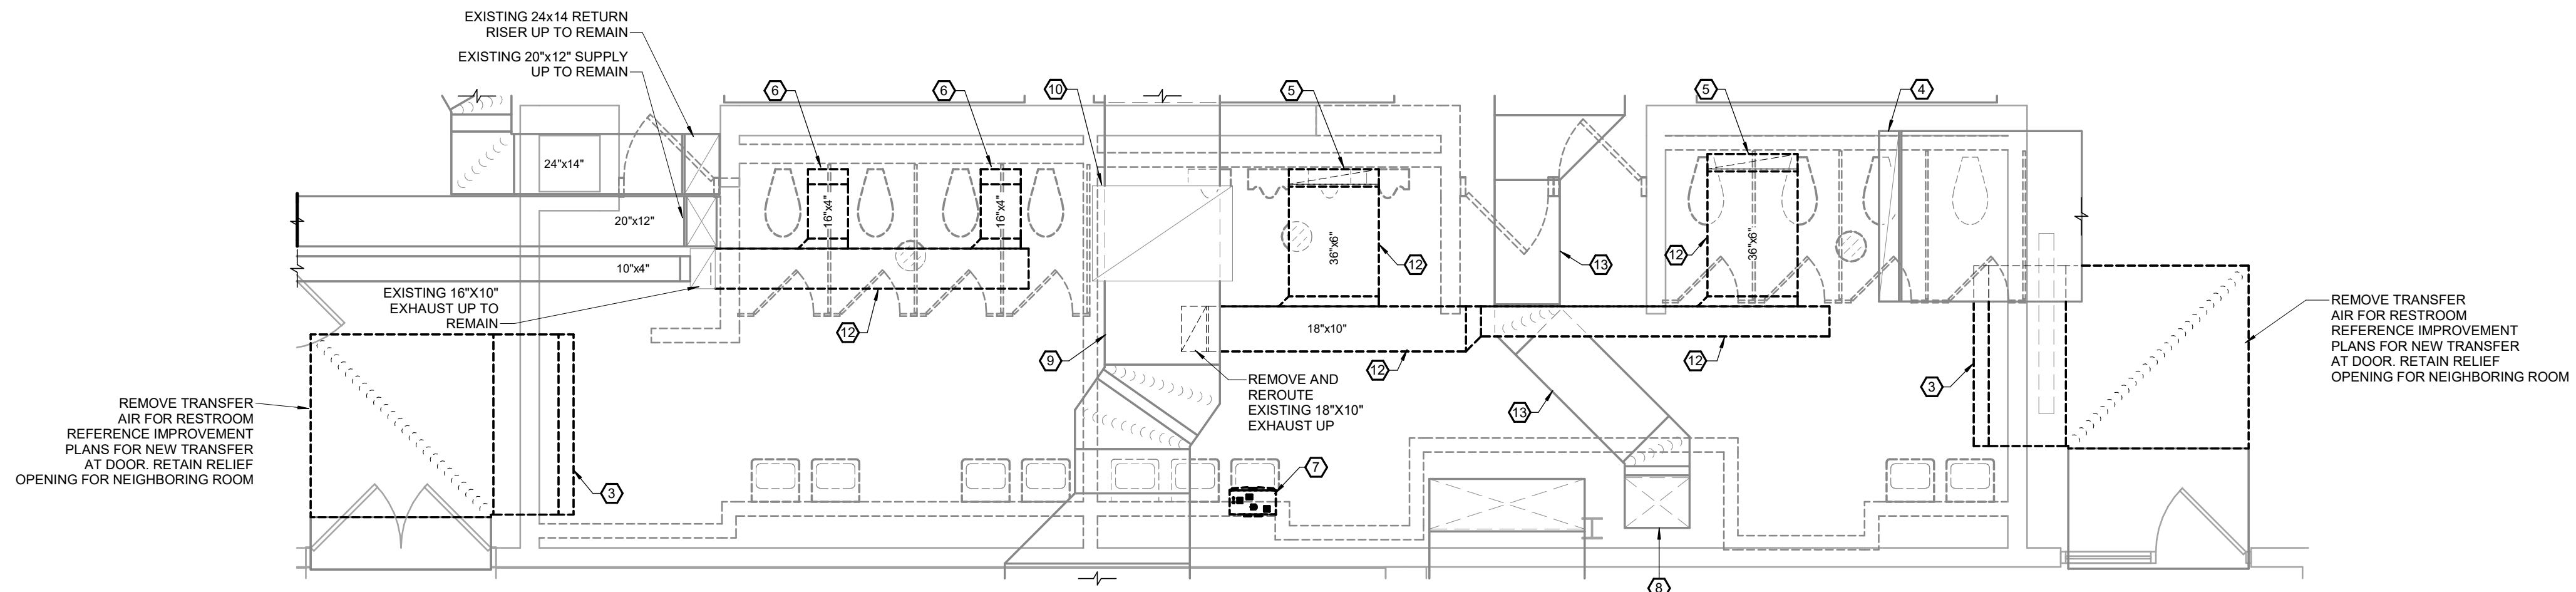 EXISTING 24x14 RETURN
RISER UP TO REMAIN
EXISTING 20"x12" SUPPLY
UP TO REMAIN
6
6
10
5
5
4
24"x14"
16"x4"
16"x4"
20"x12"
36"x6"
12
13
12
36"x6"
10"x4"
EXISTING 16"X10"
EXHAUST UP TO
REMAIN
12
18"x10"
9
12
12
REMOVE AND
REROUTE
EXISTING 18"X10"
EXHAUST UP
13
3
REMOVE TRANSFER
AIR FOR RESTROOM
REFERENCE IMPROVEMENT
PLANS FOR NEW TRANSFER
AT DOOR. RETAIN RELIEF
OPENING FOR NEIGHBORING ROOM
REMOVE TRANSFER
AIR FOR RESTROOM
REFERENCE IMPROVEMENT
PLANS FOR NEW TRANSFER
AT DOOR. RETAIN RELIEF
OPENING FOR NEIGHBORING ROOM
3
7
8